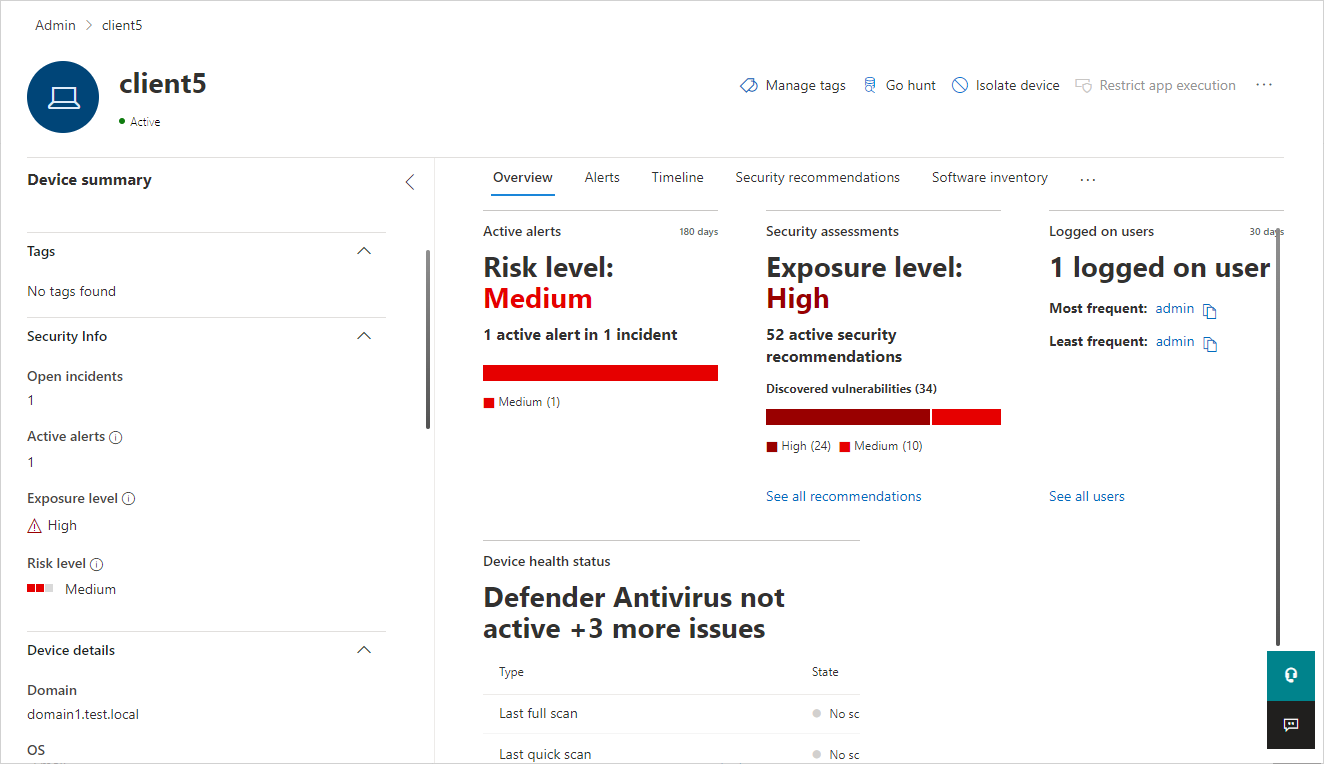 Admin > client5
client5
Active
Manage tags
Go hunt
Isolate device
Restrict app execution
...
Device summary
Tags
No tags found
Security Info
Open incidents
1
Active alerts
1
Exposure level
High
Risk level
Medium
Device details
Domain
domain1.test.local
OS
Overview
Alerts
Timeline
Security recommendations
Software inventory
...
Active alerts
180 days
Risk level:
Medium
1 active alert in 1 incident
Medium (1)
Security assessments
Exposure level:
High
52 active security
recommendations
Discovered vulnerabilities (34)
High (24) Medium (10)
See all recommendations
Logged on users
30 days
1 logged on user
Most frequent: admin
Least frequent: admin
See all users
Device health status
Defender Antivirus not
active +3 more issues
Type State
Last full scan No sc
Last quick scan No sc